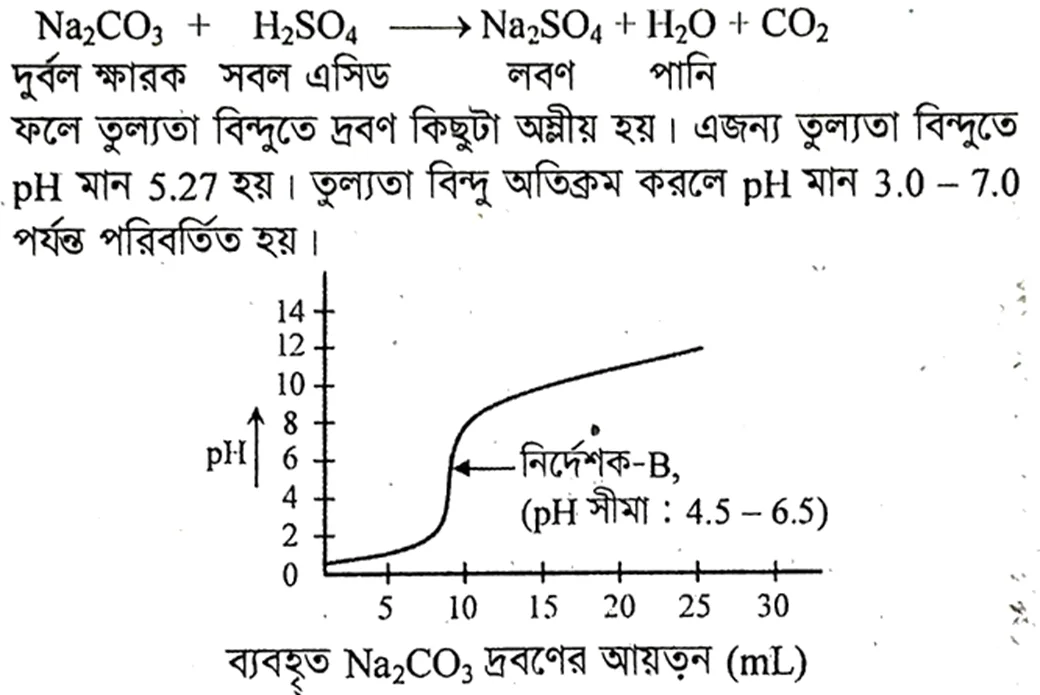 Na₂CO₃ + H₂SO₄ ⟶ Na₂SO₄ + H₂O + CO₂
দুর্বল ক্ষারক সবল এসিড লবণ পানি
ফলে তুল্যতা বিন্দুতে দ্রবণ কিছুটা অম্লীয় হয়। এজন্য তুল্যতা বিন্দুতে
pH মান 5.27 হয়। তুল্যতা বিন্দু অতিক্রম করলে pH মান 3.0 – 7.0
পর্যন্ত পরিবর্তিত হয়।
14
12
10
8
pH
6
4
2
0
নির্দেশক-B,
(pH সীমা : 4.5 – 6.5)
5 10 15 20 25 30
ব্যবহৃত Na₂CO₃ দ্রবণের আয়তন (mL)